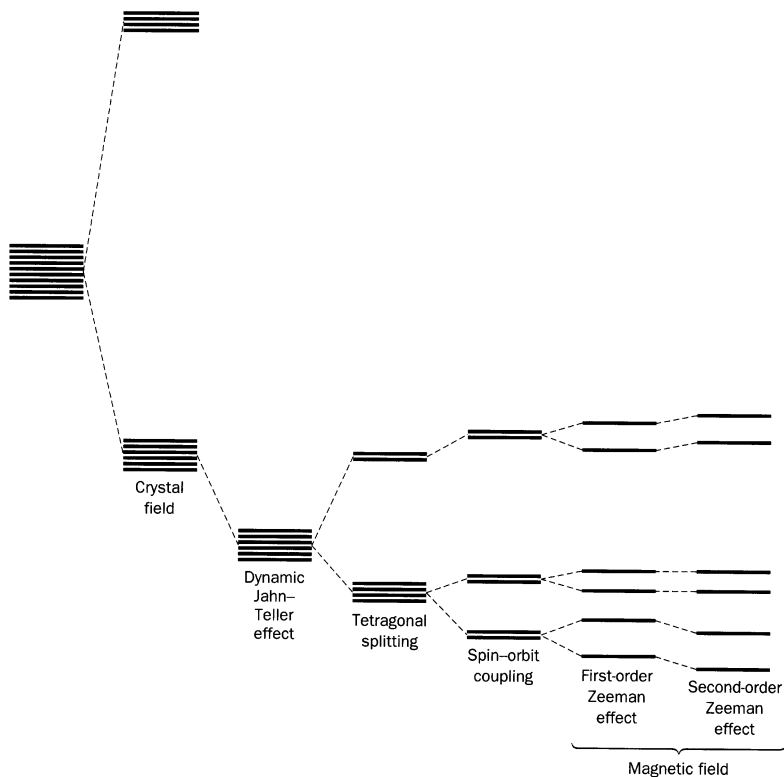 Crystal
field
Dynamic
Jahn–
Teller
effect
Tetragonal
splitting
Spin–orbit
coupling
First-order
Zeeman
effect
Second-order
Zeeman
effect
Magnetic field